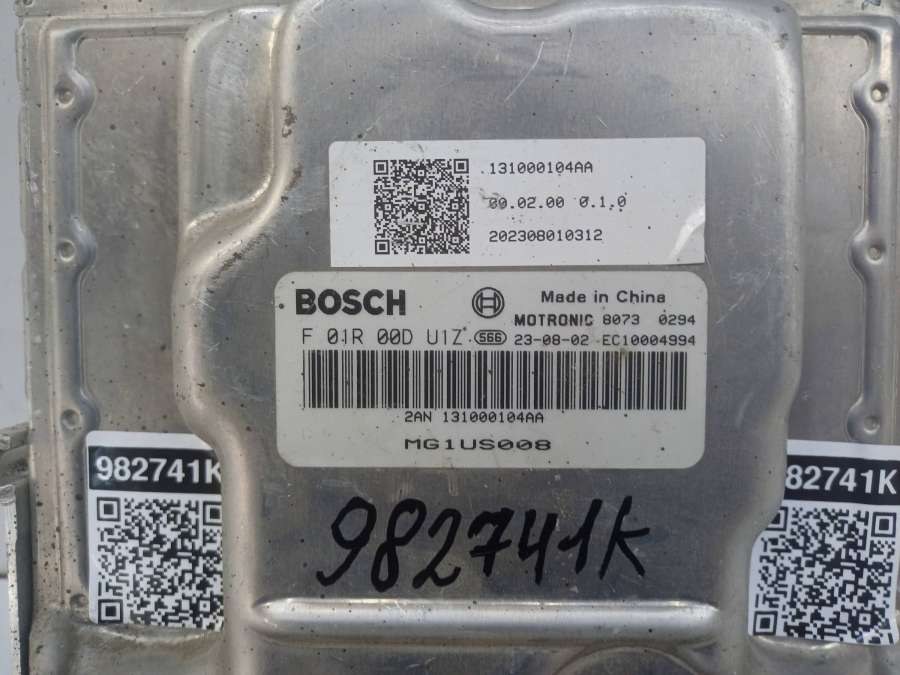 .131000104AA
00.02.00 0.1.0
202308010312
BOSCH
Made in China
MOTRONIC 8073 0294
F 01R 00D U1Z S66 23-08-02 EC10004994
2AN 131000104AA
MG1US008
982741K
82741K
982741K